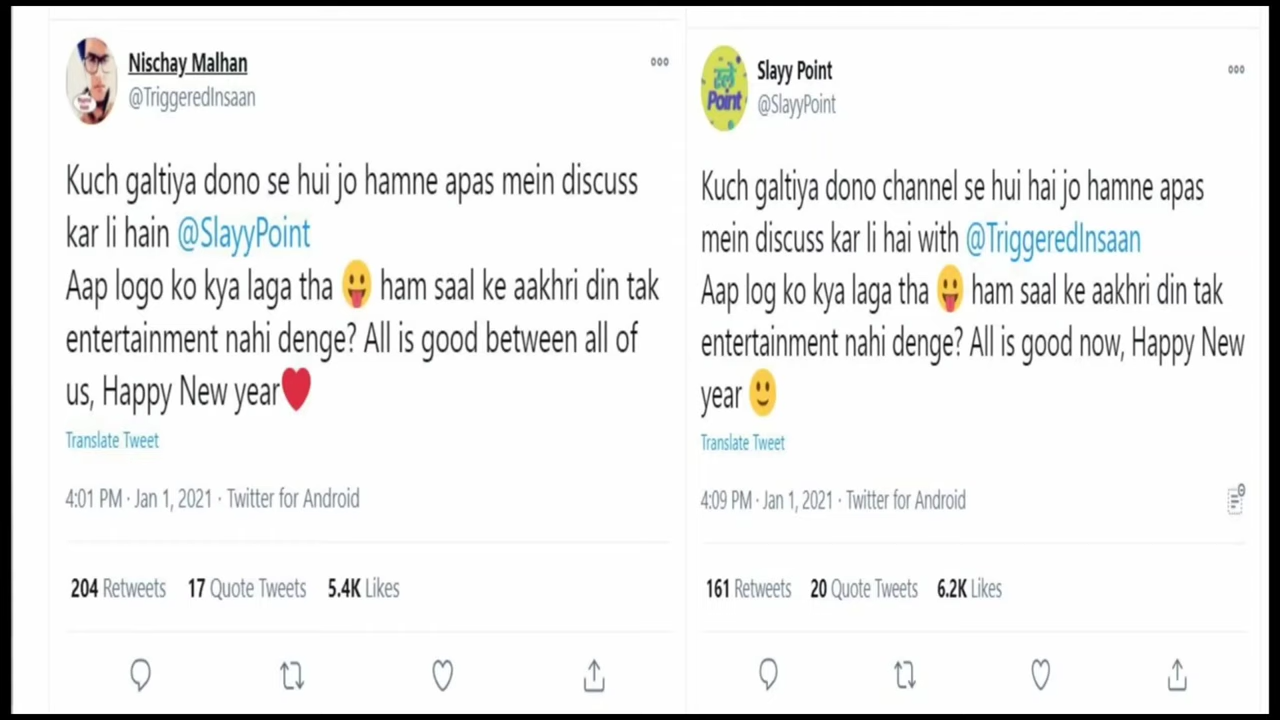 Nischay Malhan
@TriggeredInsaan
Kuch galtiya dono se hui jo hamne apas mein discuss
kar li hain @SlayyPoint
Aap logo ko kya laga tha 😛 ham saal ke aakhri din tak
entertainment nahi denge? All is good between all of
us, Happy New year❤️
Translate Tweet
4:01 PM · Jan 1, 2021 · Twitter for Android
204 Retweets 17 Quote Tweets 5.4K Likes
स्ले
Point
Slayy Point
@SlayyPoint
Kuch galtiya dono channel se hui hai jo hamne apas
mein discuss kar li hai with @TriggeredInsaan
Aap log ko kya laga tha 😛 ham saal ke aakhri din tak
entertainment nahi denge? All is good now, Happy New
year 🙂
Translate Tweet
4:09 PM · Jan 1, 2021 · Twitter for Android
161 Retweets 20 Quote Tweets 6.2K Likes